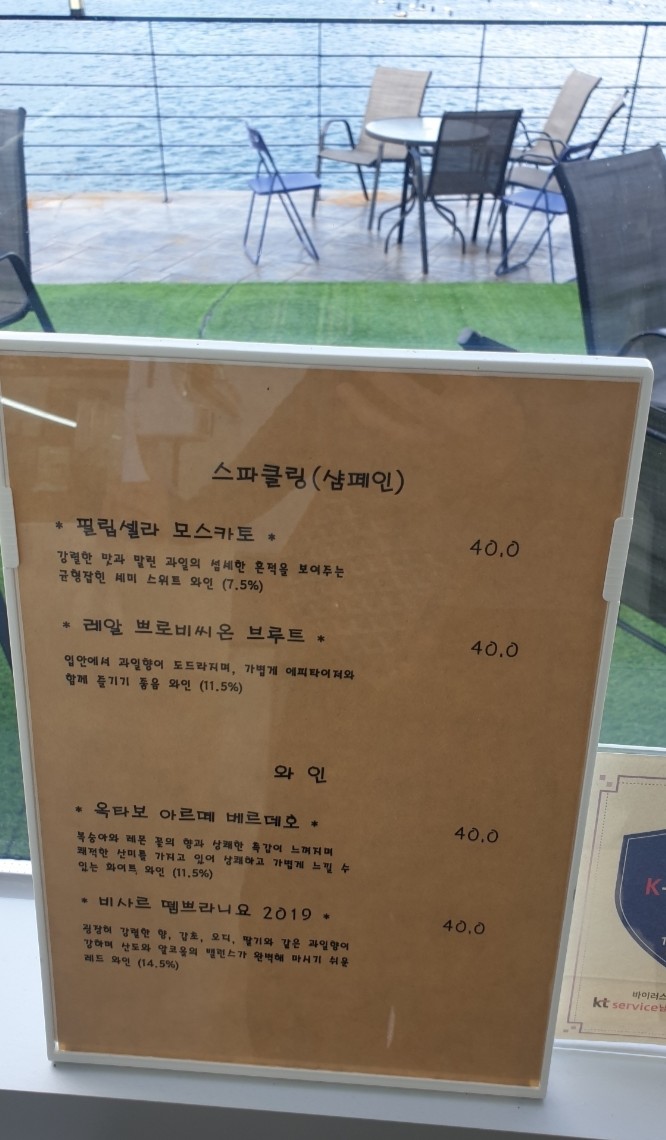 스파클링(샴페인)
* 필립셀라 모스카토 *
40.0
강렬한 맛과 말린 과일의 섬세한 흔적을 보여주는
균형잡힌 세미 스위트 와인 (7.5%)
* 레알 쁘로비씨온 브루트 *
40.0
입안에서 과일향이 도드라지며, 가볍게 에피타이져와
함께 즐기기 좋음 와인 (11.5%)
와 인
* 옥타보 아르떼 베르데호 *
40.0
복숭아와 레몬 꽃의 향과 상쾌한 촉감이 느껴지며
쾌적한 산미를 가지고 있어 상쾌하고 가볍게 느낄 수
있는 화이트 와인 (11.5%)
* 비사르 뗌쁘라니요 2019 *
40.0
굉장히 강렬한 향, 감초, 오디, 딸기와 같은 과일향이
강하며 산도와 알코올의 밸런스가 완벽해 마시기 쉬운
레드 와인 (14.5%)
K-
바이러스
kt service